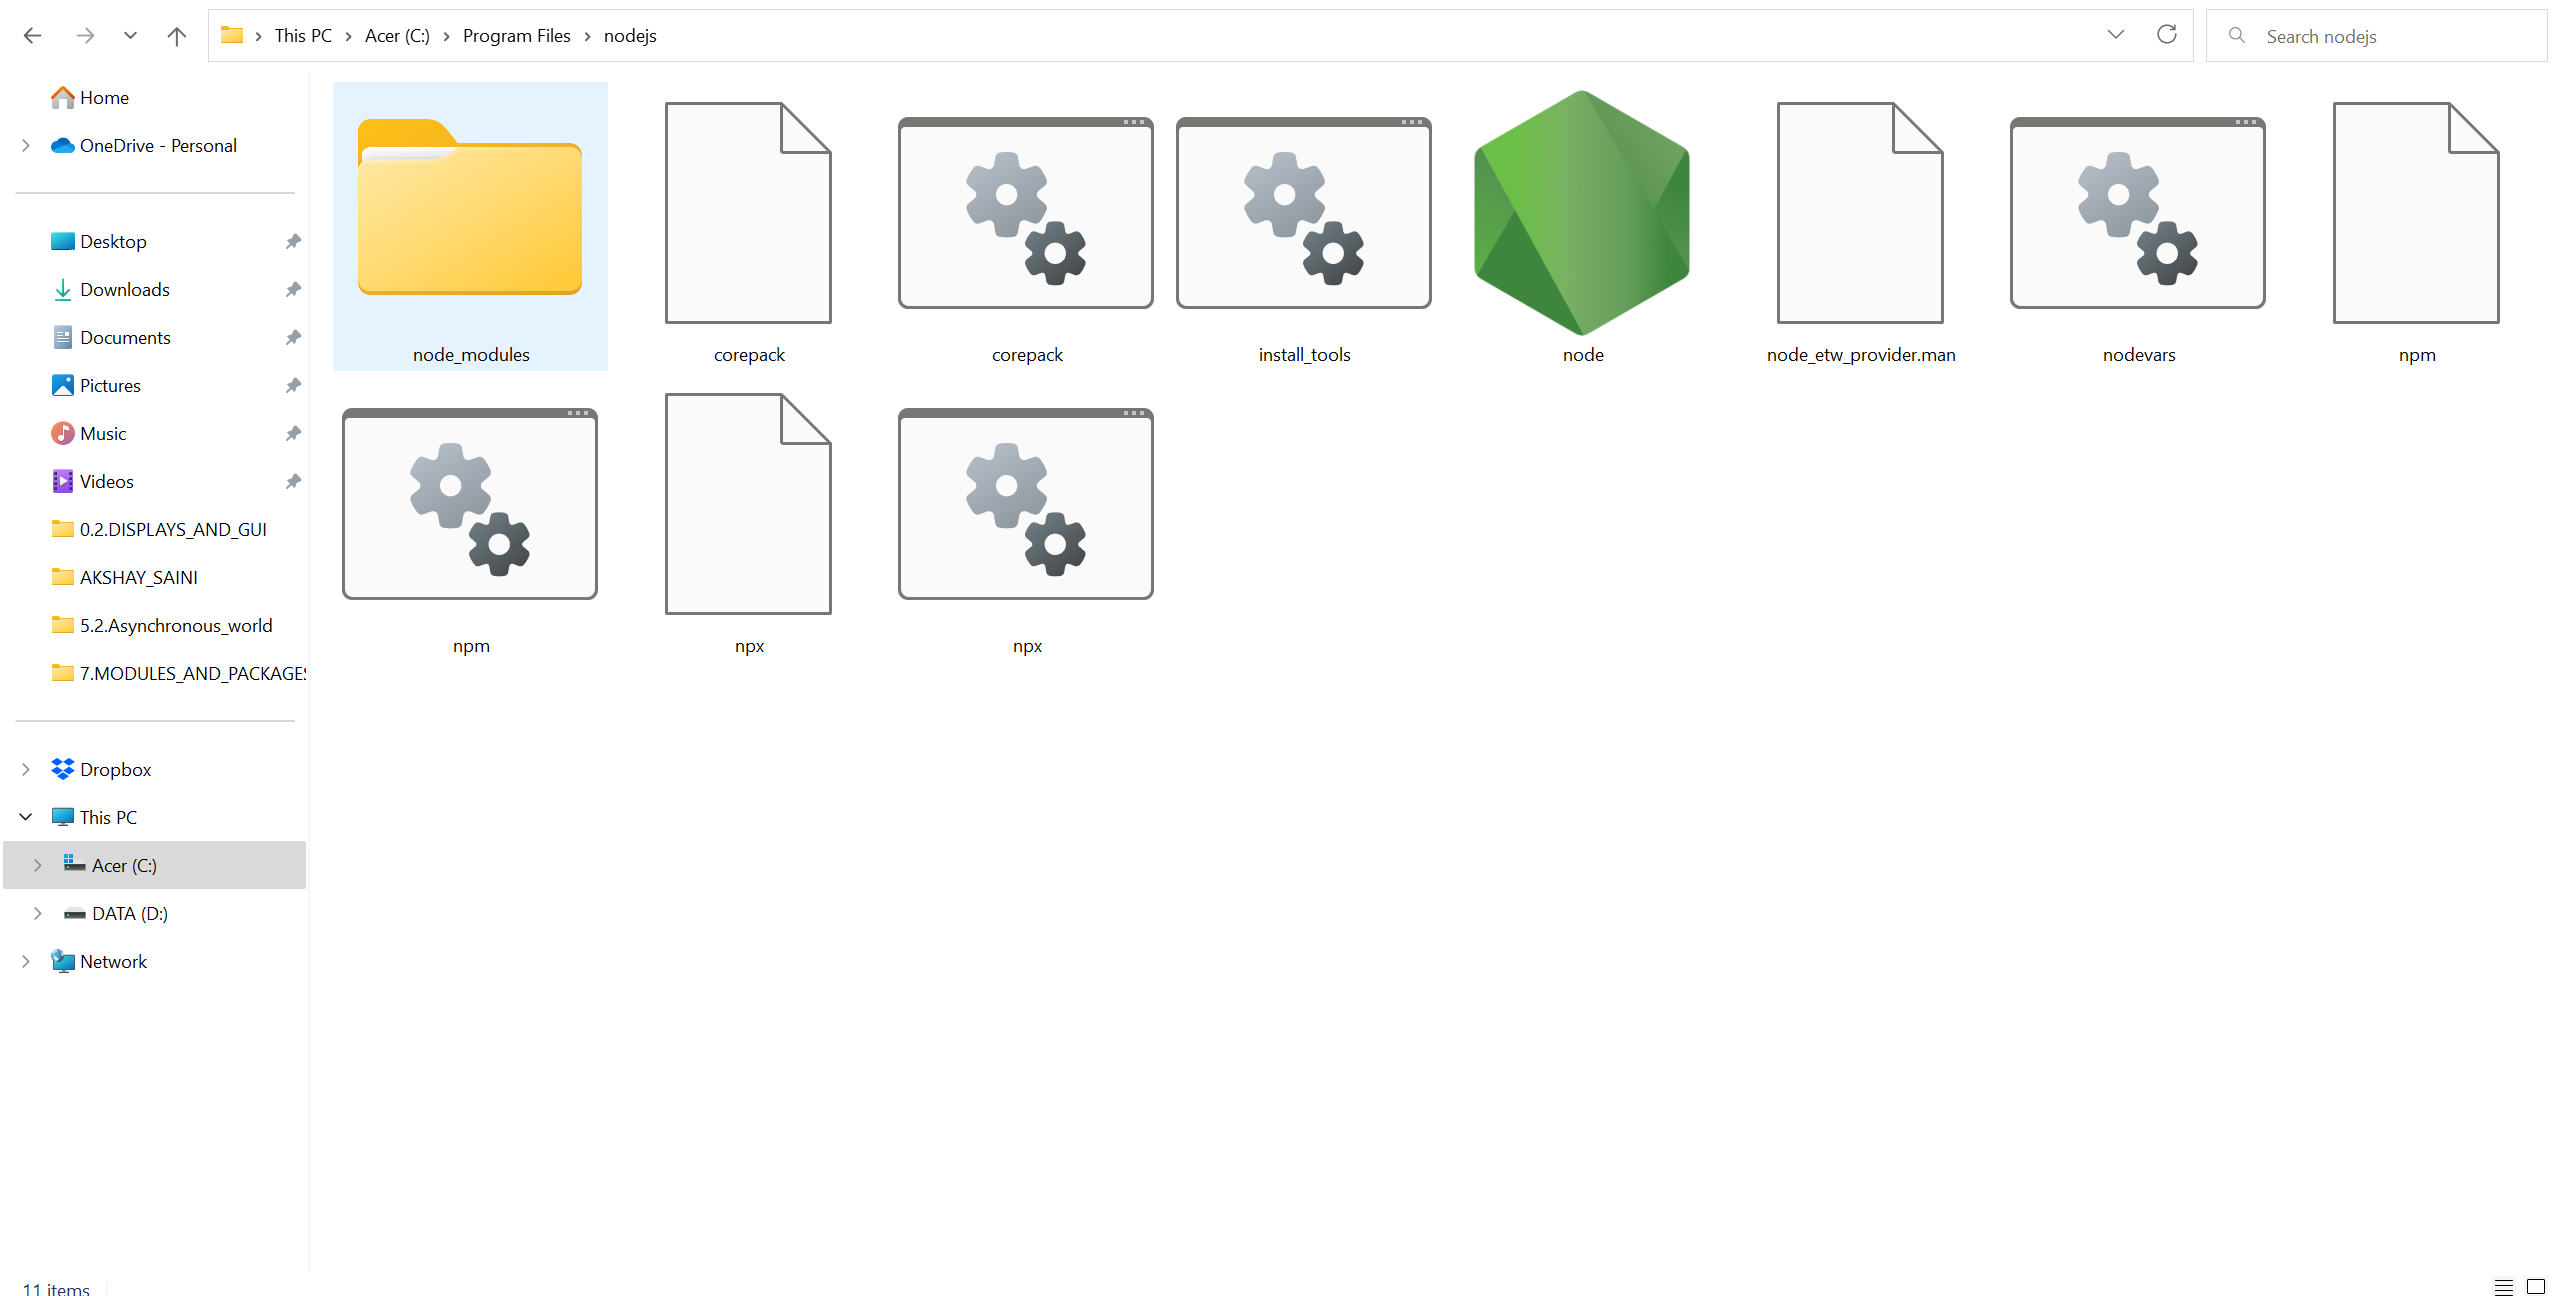 This PC > Acer (C:) > Program Files > nodejs
Search nodejs
Home
OneDrive - Personal
Desktop
Downloads
Documents
Pictures
Music
Videos
0.2.DISPLAYS_AND_GUI
AKSHAY_SAINI
5.2.Asynchronous_world
7.MODULES_AND_PACKAGES
Dropbox
This PC
Acer (C:)
DATA (D:)
Network
node_modules
corepack
corepack
install_tools
node
node_etw_provider.man
nodevars
npm
npm
npx
npx
11 items